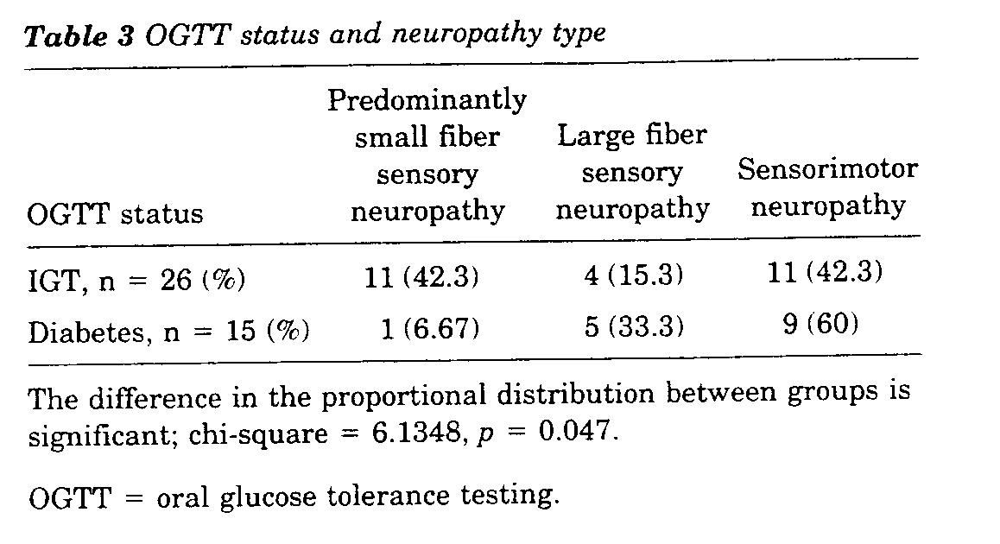 Table 3 OGTT status and neuropathy type
Predominantly
small fiber
sensory
neuropathy
Large fiber
sensory
neuropathy
Sensorimotor
neuropathy
OGTT status
IGT, n = 26 (%) 11 (42.3) 4 (15.3) 11 (42.3)
Diabetes, n = 15 (%) 1 (6.67) 5 (33.3) 9 (60)
The difference in the proportional distribution between groups is
significant; chi-square = 6.1348, p = 0.047.
OGTT = oral glucose tolerance testing.